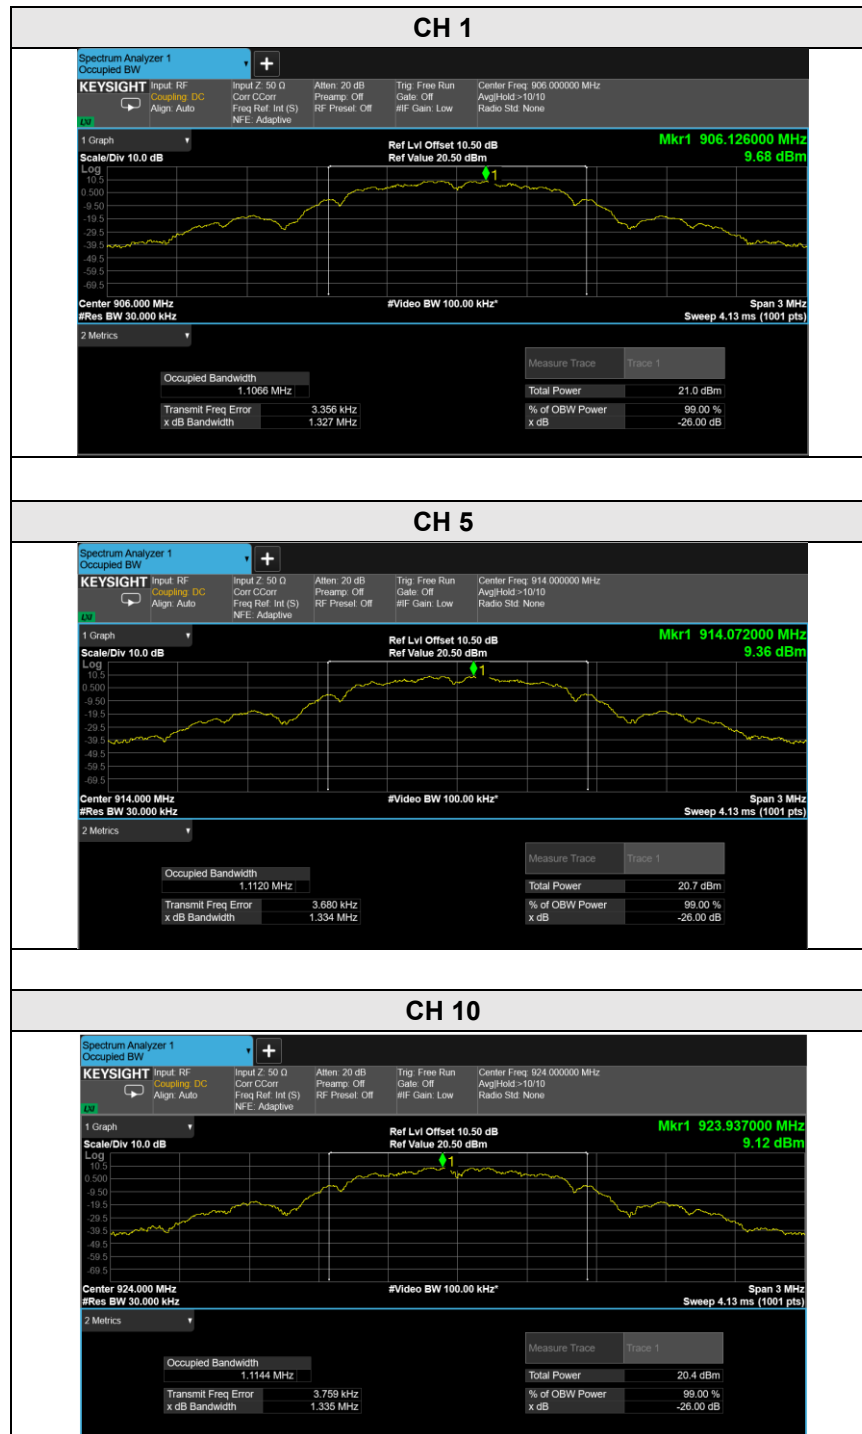 CH 1
Spectrum Analyzer 1
Occupied BW
+
KEYSIGHT Input: RF Input Z: 50 Ω Atten: 20 dB Trig: Free Run Center Freq: 906.000000 MHz
Coupling: DC Corr CCorr Preamp: Off Gate: Off Avg|Hold:>10/10
Align: Auto Freq Ref: Int (S) RF Presel: Off #IF Gain: Low Radio Std: None
LXI NFE: Adaptive
1 Graph Ref Lvl Offset 10.50 dB Mkr1 906.126000 MHz
Scale/Div 10.0 dB Ref Value 20.50 dBm 9.68 dBm
Log
1
10.5
0.500
-9.50
-19.5
-29.5
-39.5
-49.5
-59.5
-69.5
Center 906.000 MHz #Video BW 100.00 kHz* Span 3 MHz
#Res BW 30.000 kHz Sweep 4.13 ms (1001 pts)
2 Metrics
Measure Trace Trace 1
Occupied Bandwidth
1.1066 MHz Total Power 21.0 dBm
Transmit Freq Error 3.356 kHz % of OBW Power 99.00 %
x dB Bandwidth 1.327 MHz x dB -26.00 dB
CH 5
Spectrum Analyzer 1
Occupied BW
+
KEYSIGHT Input: RF Input Z: 50 Ω Atten: 20 dB Trig: Free Run Center Freq: 914.000000 MHz
Coupling: DC Corr CCorr Preamp: Off Gate: Off Avg|Hold:>10/10
Align: Auto Freq Ref: Int (S) RF Presel: Off #IF Gain: Low Radio Std: None
LXI NFE: Adaptive
1 Graph Ref Lvl Offset 10.50 dB Mkr1 914.072000 MHz
Scale/Div 10.0 dB Ref Value 20.50 dBm 9.36 dBm
Log
1
10.5
0.500
-9.50
-19.5
-29.5
-39.5
-49.5
-59.5
-69.5
Center 914.000 MHz #Video BW 100.00 kHz* Span 3 MHz
#Res BW 30.000 kHz Sweep 4.13 ms (1001 pts)
2 Metrics
Measure Trace Trace 1
Occupied Bandwidth
1.1120 MHz Total Power 20.7 dBm
Transmit Freq Error 3.680 kHz % of OBW Power 99.00 %
x dB Bandwidth 1.334 MHz x dB -26.00 dB
CH 10
Spectrum Analyzer 1
Occupied BW
+
KEYSIGHT Input: RF Input Z: 50 Ω Atten: 20 dB Trig: Free Run Center Freq: 924.000000 MHz
Coupling: DC Corr CCorr Preamp: Off Gate: Off Avg|Hold:>10/10
Align: Auto Freq Ref: Int (S) RF Presel: Off #IF Gain: Low Radio Std: None
LXI NFE: Adaptive
1 Graph Ref Lvl Offset 10.50 dB Mkr1 923.937000 MHz
Scale/Div 10.0 dB Ref Value 20.50 dBm 9.12 dBm
Log
1
10.5
0.500
-9.50
-19.5
-29.5
-39.5
-49.5
-59.5
-69.5
Center 924.000 MHz #Video BW 100.00 kHz* Span 3 MHz
#Res BW 30.000 kHz Sweep 4.13 ms (1001 pts)
2 Metrics
Measure Trace Trace 1
Occupied Bandwidth
1.1144 MHz Total Power 20.4 dBm
Transmit Freq Error 3.759 kHz % of OBW Power 99.00 %
x dB Bandwidth 1.335 MHz x dB -26.00 dB